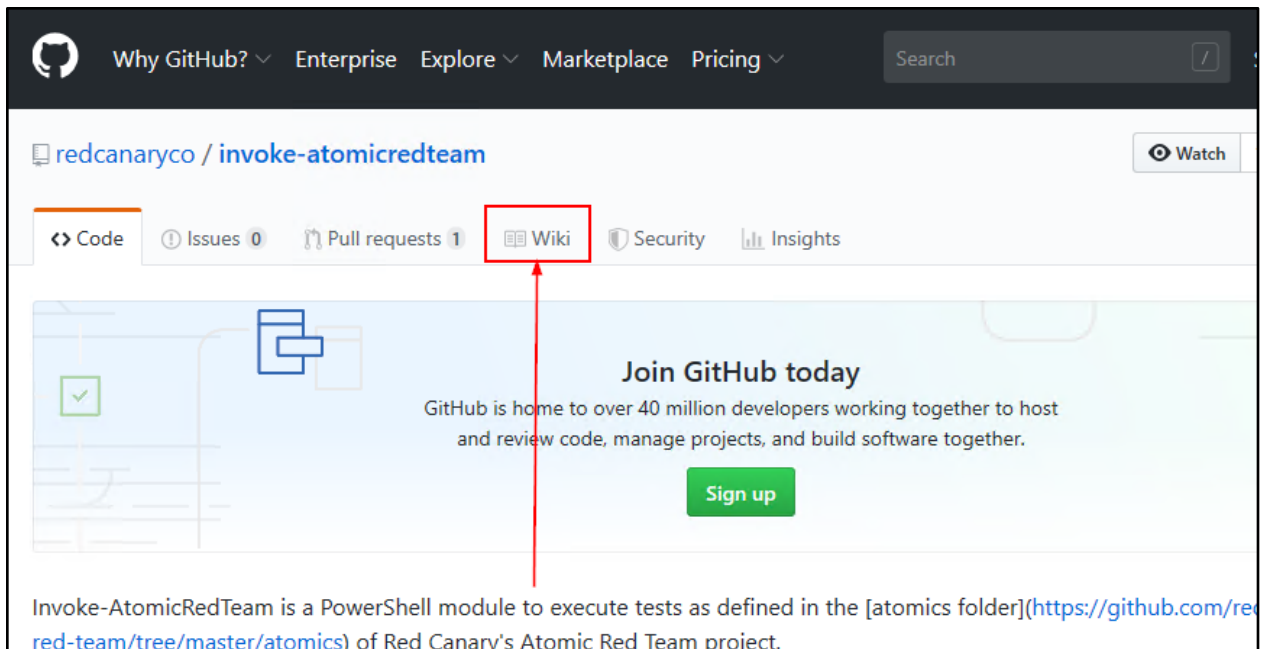 Why GitHub? Enterprise Explore Marketplace Pricing Search /
redcanaryco / invoke-atomicredteam Watch
<> Code Issues 0 Pull requests 1 Wiki Security Insights
Join GitHub today
GitHub is home to over 40 million developers working together to host
and review code, manage projects, and build software together.
Sign up
Invoke-AtomicRedTeam is a PowerShell module to execute tests as defined in the [atomics folder](https://github.com/re
red-team/tree/master/atomics) of Red Canary's Atomic Red Team project.